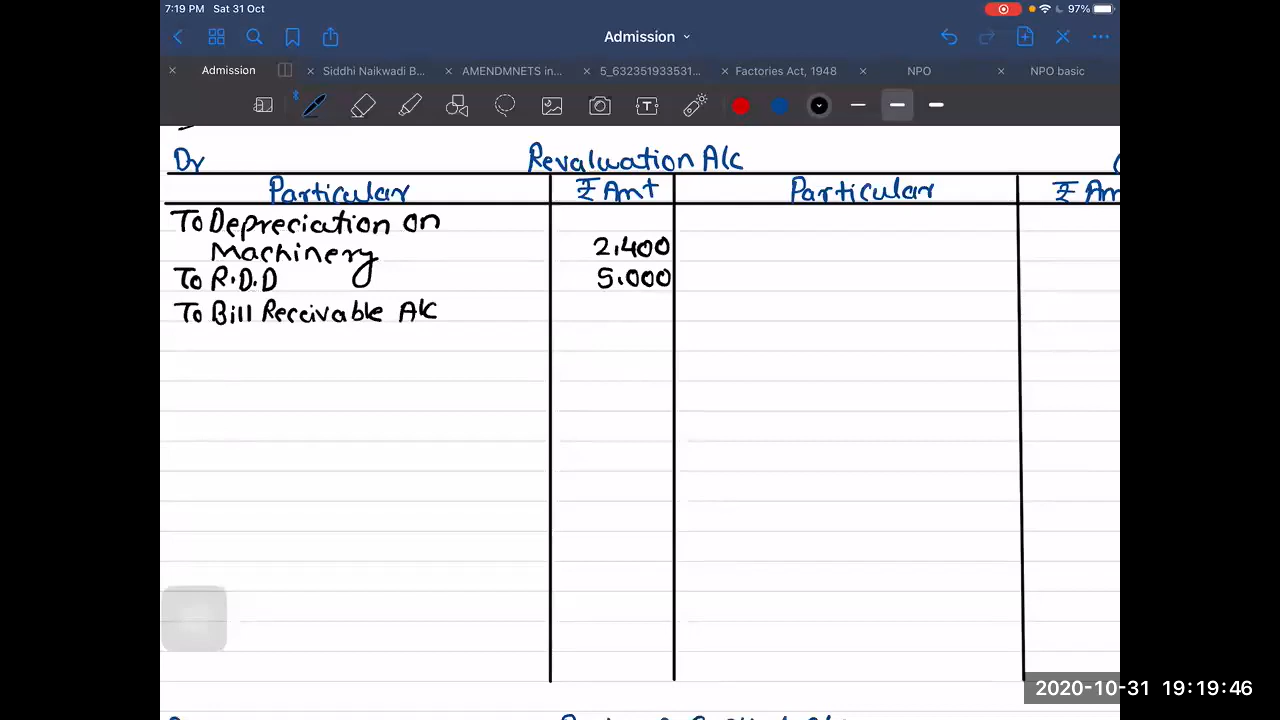 7:19 PM Sat 31 Oct
97%
Admission
Admission
Siddhi Naikwadi B...
AMENDMNETS in...
5_632351933531...
Factories Act, 1948
NPO
NPO basic
Dr Revaluation A/c
Particular ₹ Amt Particular ₹ Am
To Depreciation on
Machinery 2,400
To R.D.D 5,000
To Bill Receivable A/c
2020-10-31 19:19:46